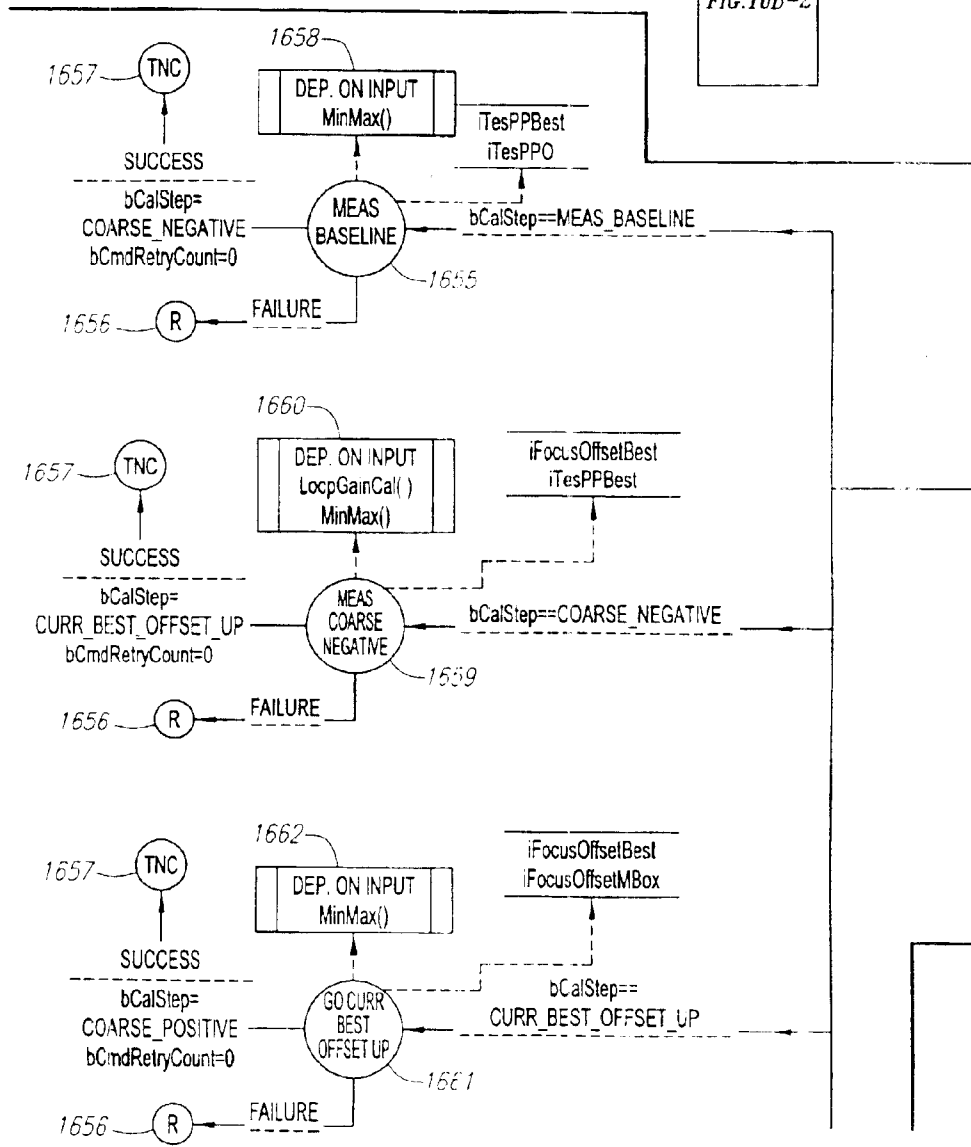 FIG.10D-2
1658
1657
TNC
DEP. ON INPUT
MinMax()
iTesPPBest
iTesPP0
SUCCESS
bCalStep=
COARSE_NEGATIVE
bCmdRetryCount=0
MEAS
BASELINE
bCalStep==MEAS_BASELINE
1655
1656
R
FAILURE
1660
1657
TNC
DEP. ON INPUT
LoopGainCal()
MinMax()
iFocusOffsetBest
iTesPPBest
SUCCESS
bCalStep=
CURR_BEST_OFFSET_UP
bCmdRetryCount=0
MEAS
COARSE
NEGATIVE
bCalStep==COARSE_NEGATIVE
1659
1656
R
FAILURE
1662
1657
TNC
DEP. ON INPUT
MinMax()
iFocusOffsetBest
iFocusOffsetMBox
SUCCESS
bCalStep=
COARSE_POSITIVE
bCmdRetryCount=0
GO CURR
BEST
OFFSET UP
bCalStep==
CURR_BEST_OFFSET_UP
1661
1656
R
FAILURE